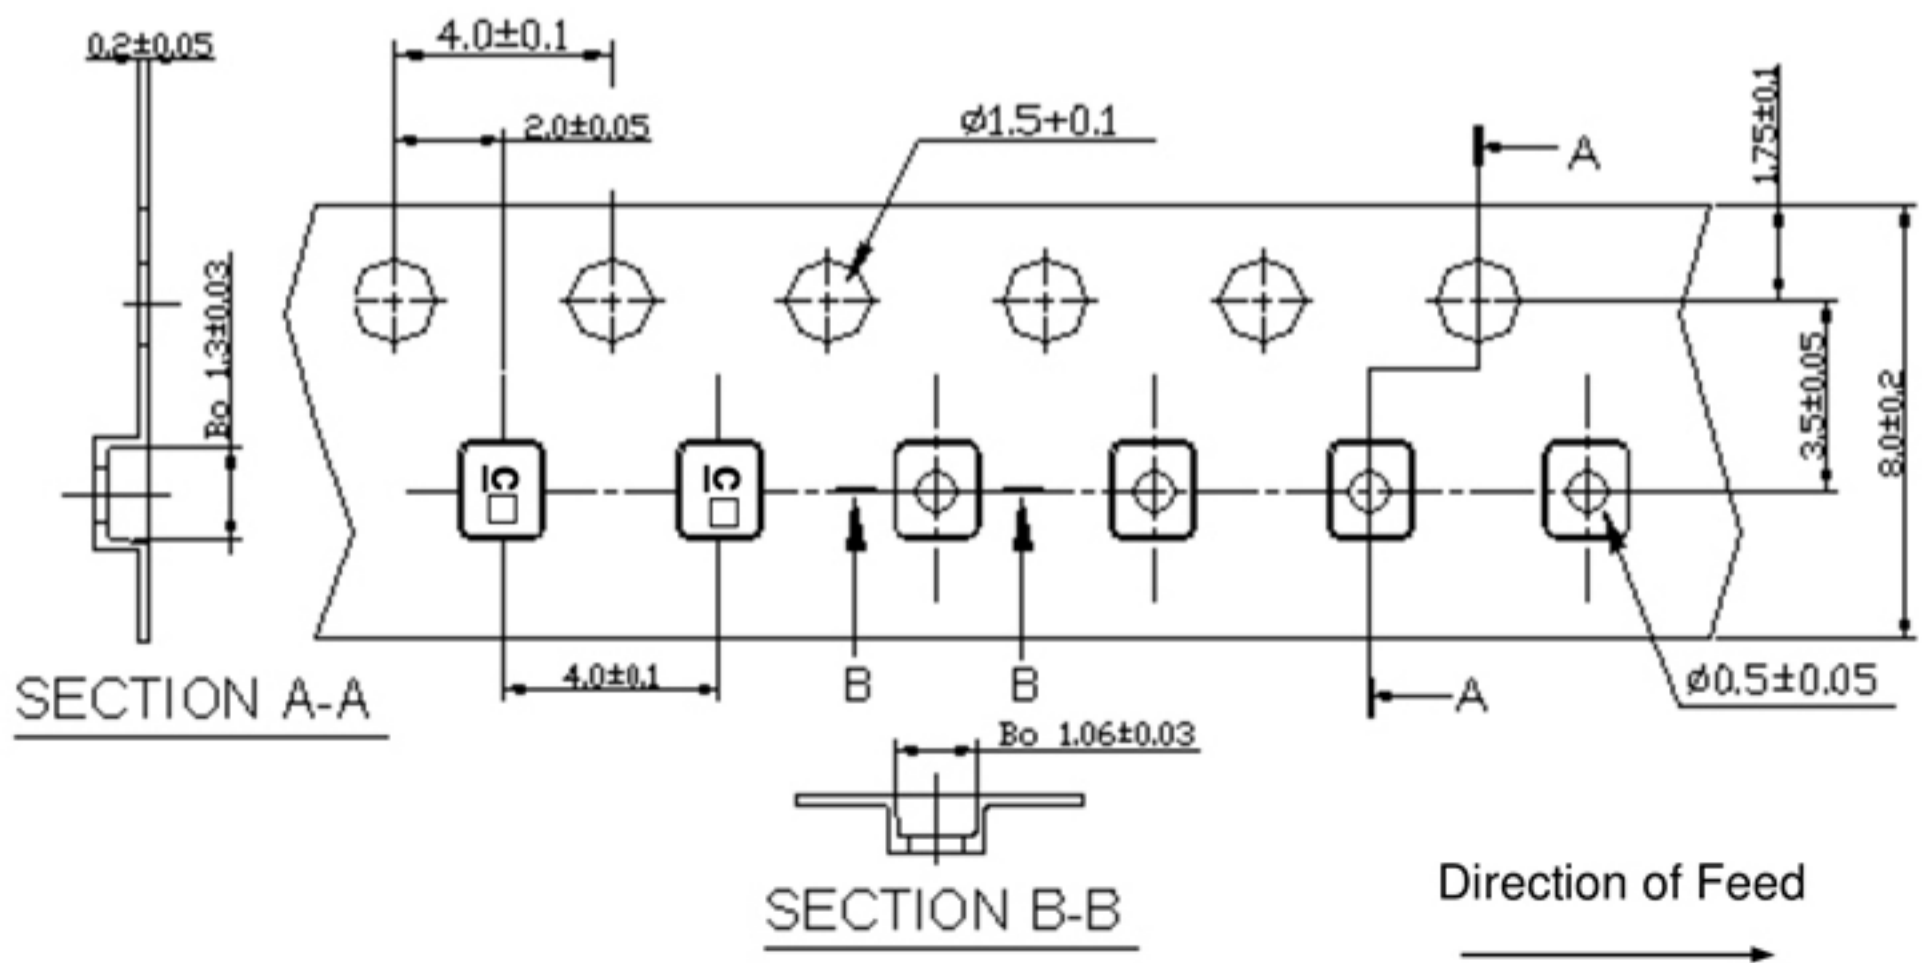 0.2±0.05
4.0±0.1
2.0±0.05
ø1.5+0.1
A
1.75±0.1
Bo 1.3±0.03
3.5±0.05
8.0±0.2
C
C
B
B
4.0±0.1
A
ø0.5±0.05
SECTION A-A
Bo 1.06±0.03
SECTION B-B
Direction of Feed